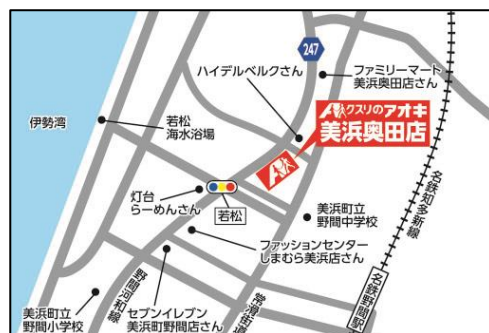 247
ハイデルベルクさん
ファミリーマート
美浜奥田店さん
クスリのアオキ
美浜奥田店
伊勢湾
若松
海水浴場
灯台
らーめんさん
若松
美浜町立
野間中学校
名鉄知多新線
ファッションセンター
しまむら美浜店さん
美浜町立
野間小学校
野間河和線
セブンイレブン
美浜町野間店さん
常滑街道
名鉄野間駅